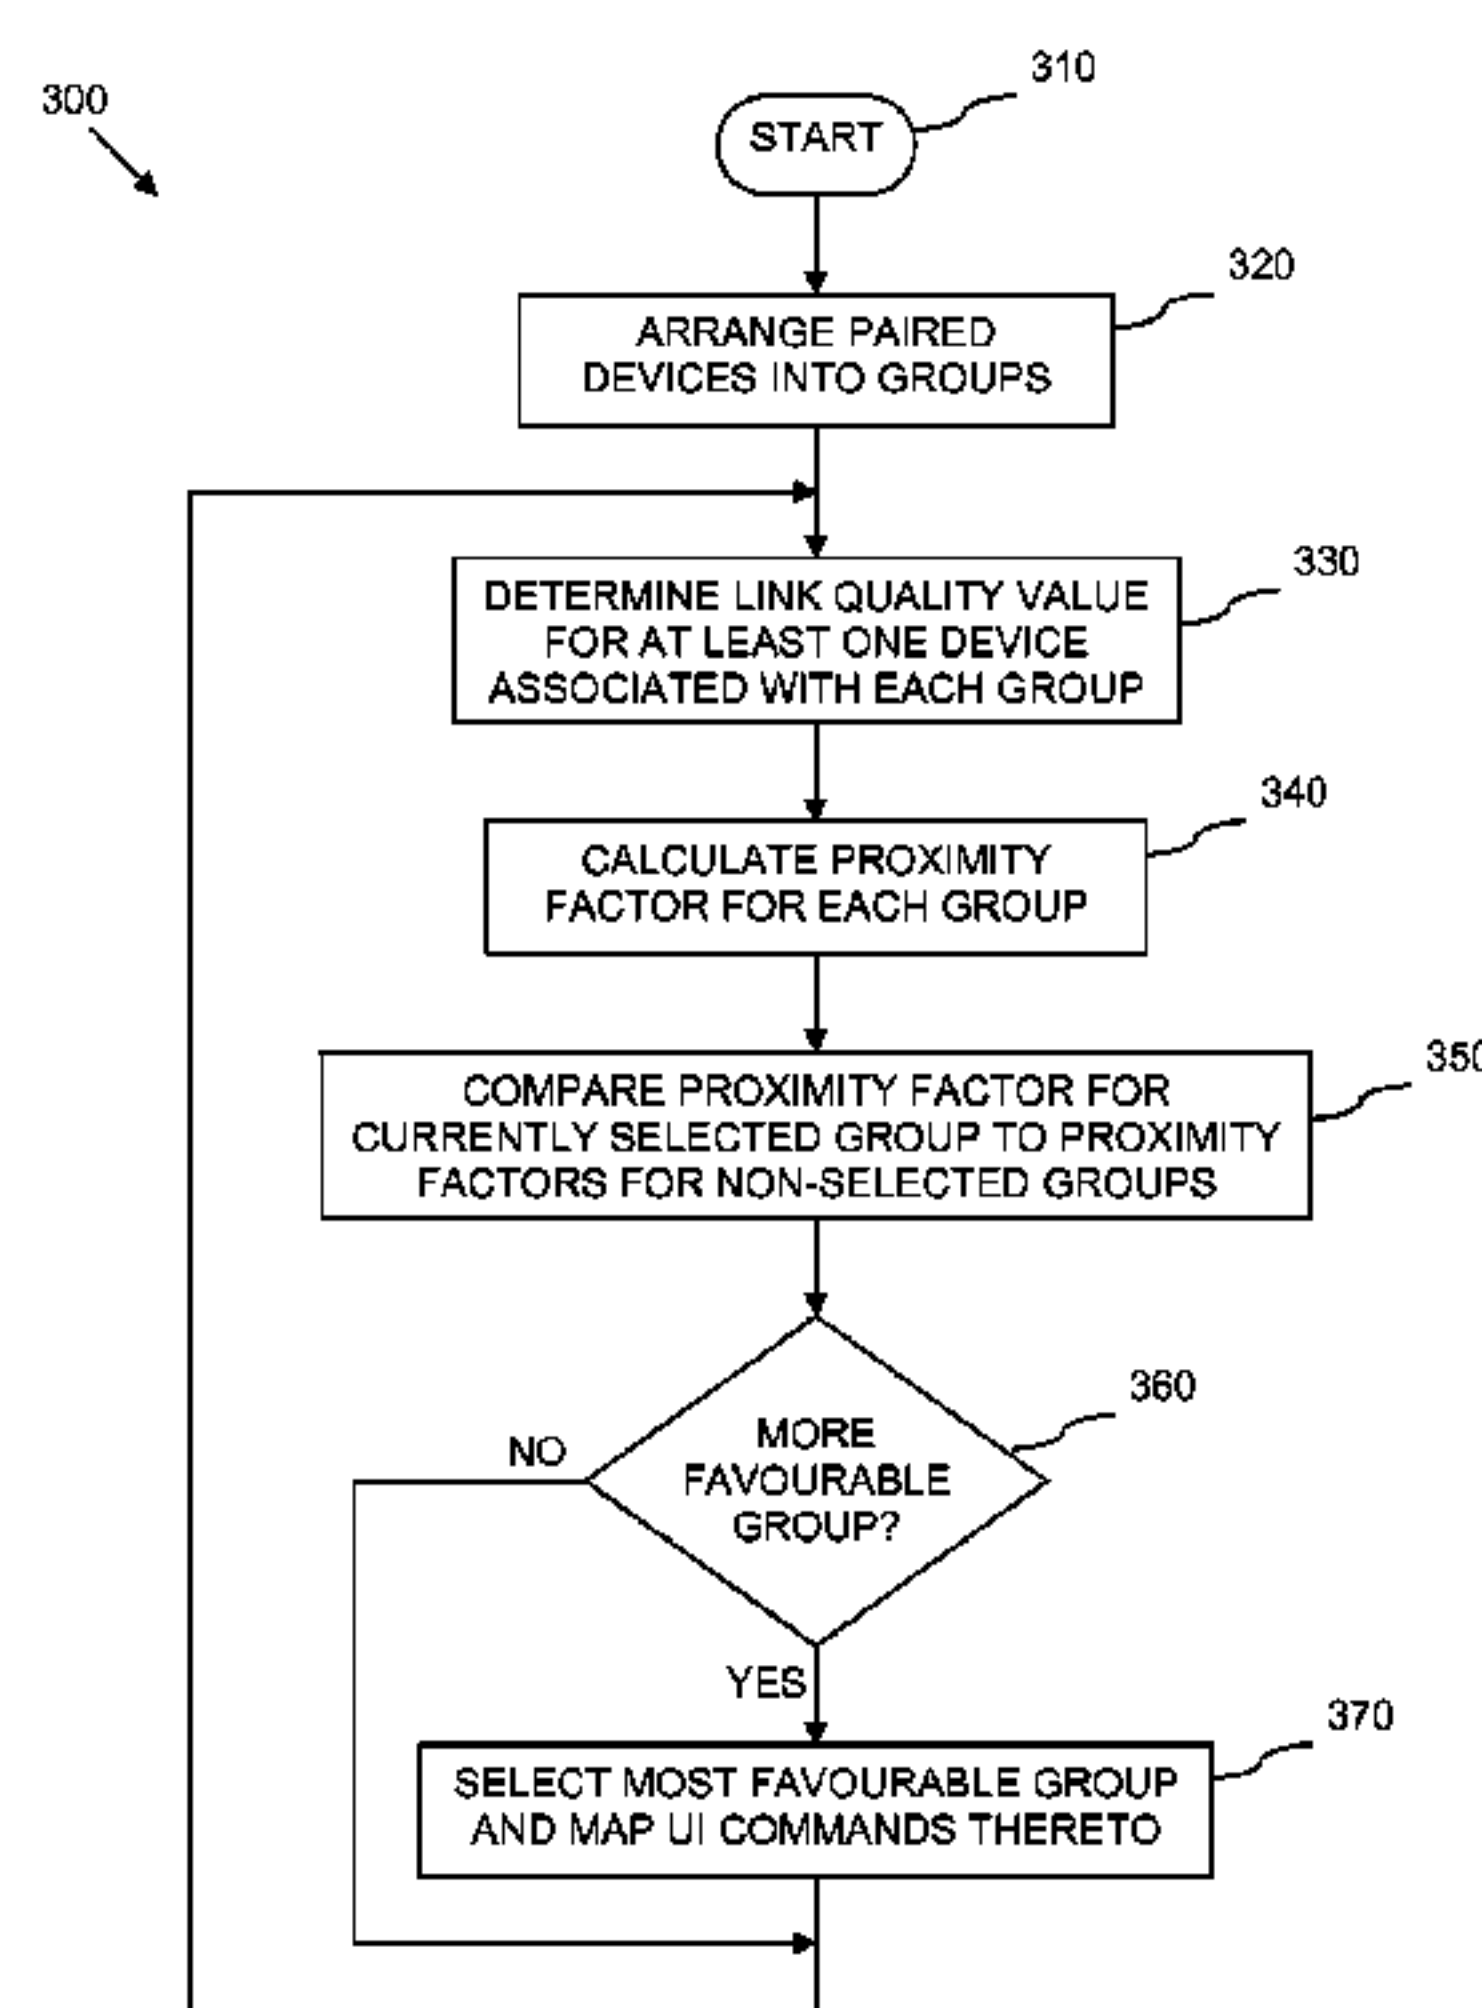 300
310
START
320
ARRANGE PAIRED
DEVICES INTO GROUPS
330
DETERMINE LINK QUALITY VALUE
FOR AT LEAST ONE DEVICE
ASSOCIATED WITH EACH GROUP
340
CALCULATE PROXIMITY
FACTOR FOR EACH GROUP
350
COMPARE PROXIMITY FACTOR FOR
CURRENTLY SELECTED GROUP TO PROXIMITY
FACTORS FOR NON-SELECTED GROUPS
360
NO
MORE
FAVOURABLE
GROUP?
YES
370
SELECT MOST FAVOURABLE GROUP
AND MAP UI COMMANDS THERETO